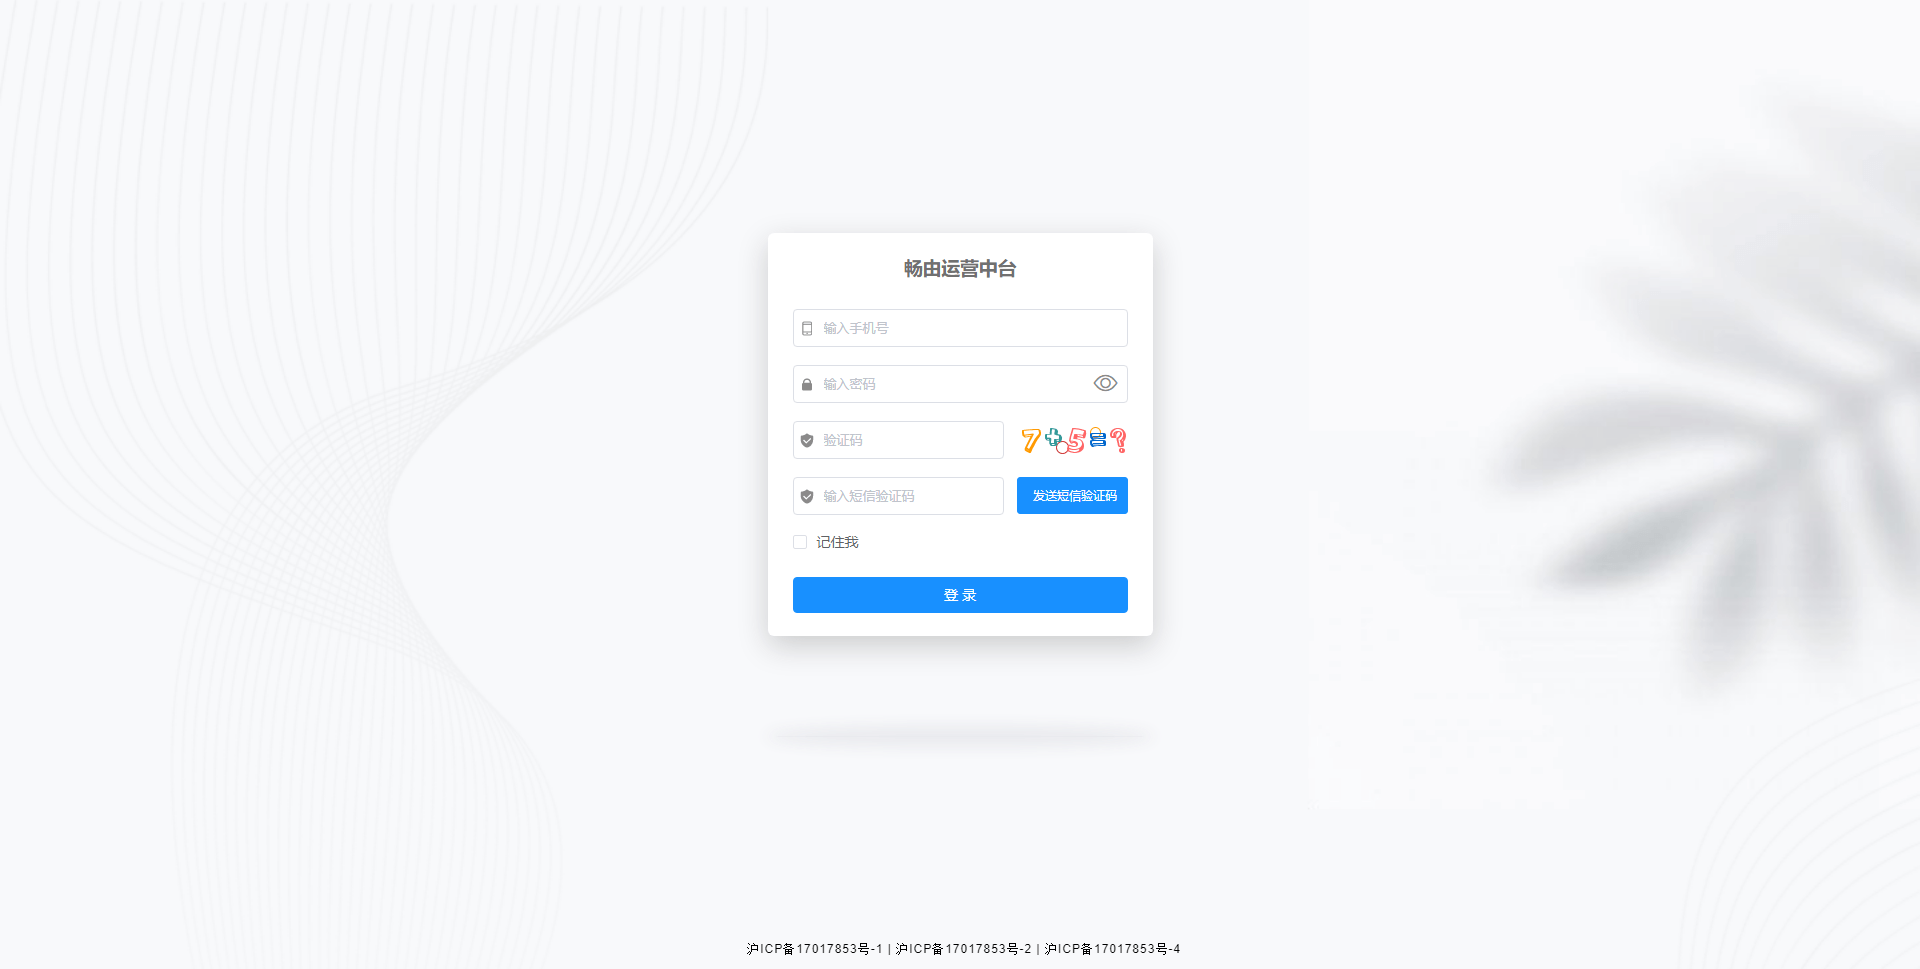 畅由运营中台
输入手机号
输入密码
验证码 7+5=?
输入短信验证码 发送短信验证码
记住我
登 录
沪ICP备17017853号-1 | 沪ICP备17017853号-2 | 沪ICP备17017853号-4